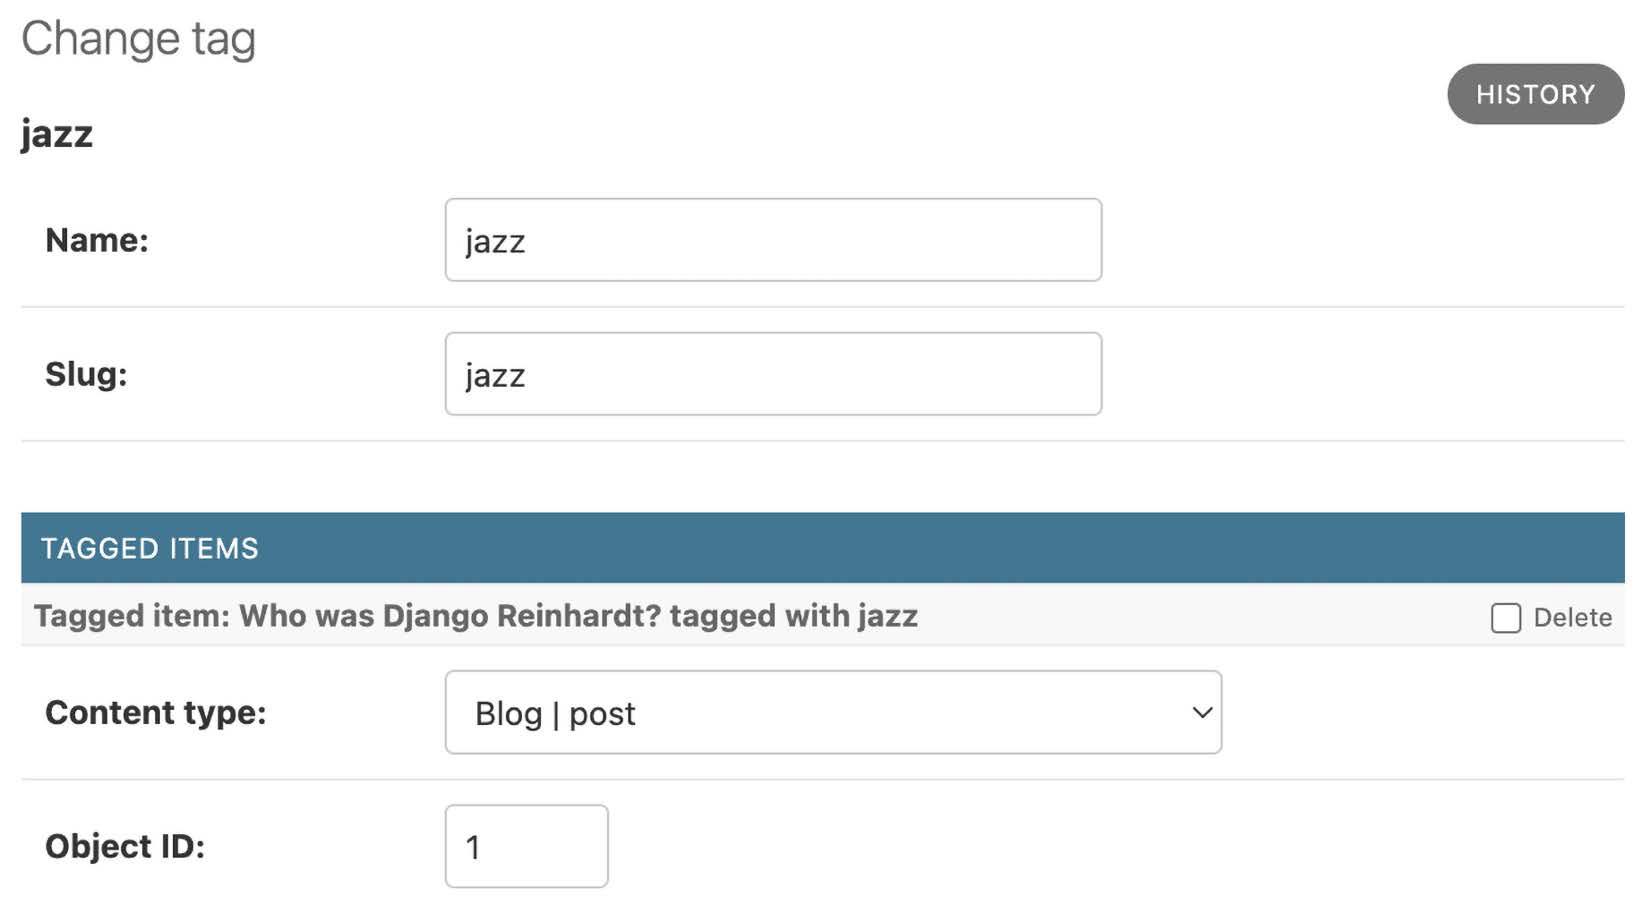 Change tag
HISTORY
jazz
Name:
jazz
Slug:
jazz
TAGGED ITEMS
Tagged item: Who was Django Reinhardt? tagged with jazz
Delete
Content type:
Blog | post
Object ID:
1